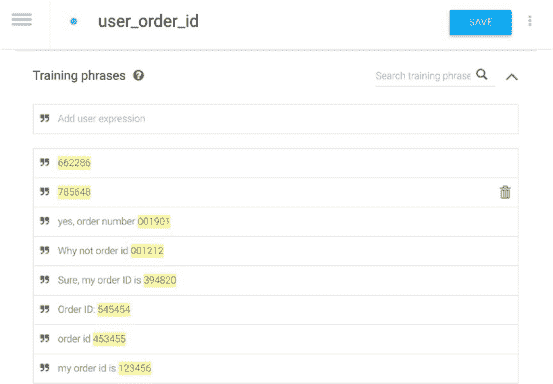 user_order_id
SAVE
Training phrases
Search training phrase
Add user expression
662286
785648
yes, order number 001901
Why not order id 001212
Sure, my order ID is 394820
Order ID: 545454
order id 453455
my order id is 123456